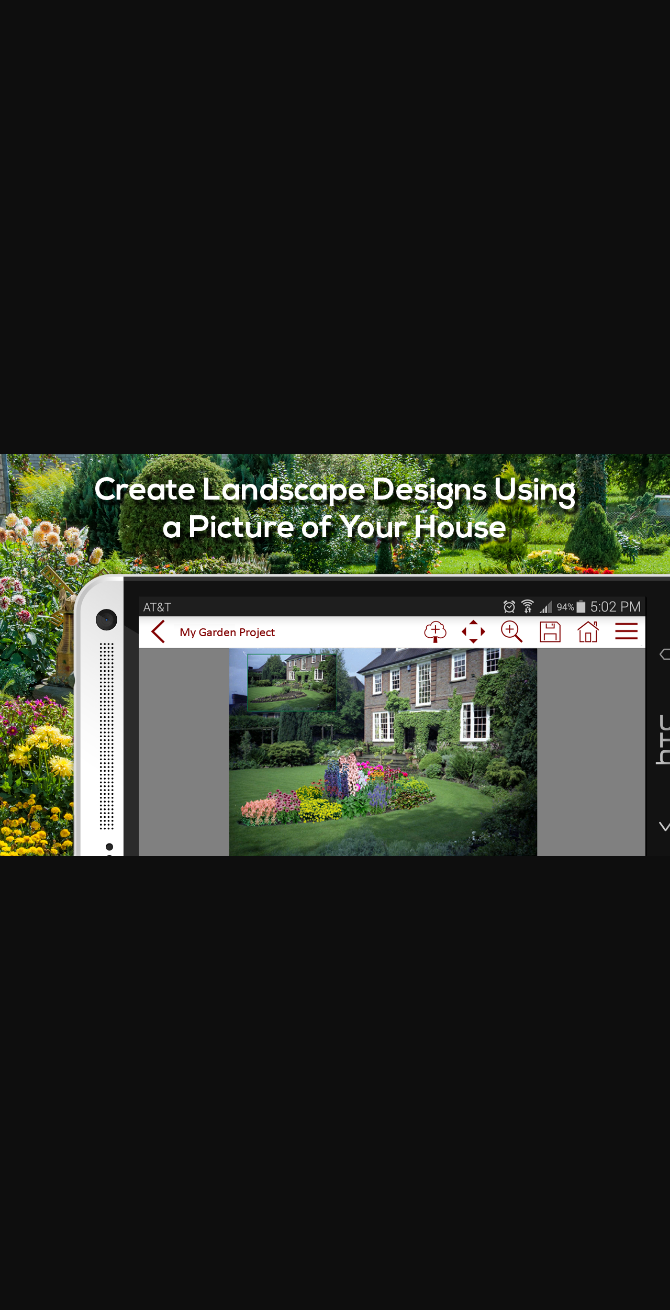 Create Landscape Designs Using
a Picture of Your House
AT&T 94% 5:02 PM
My Garden Project
hTC